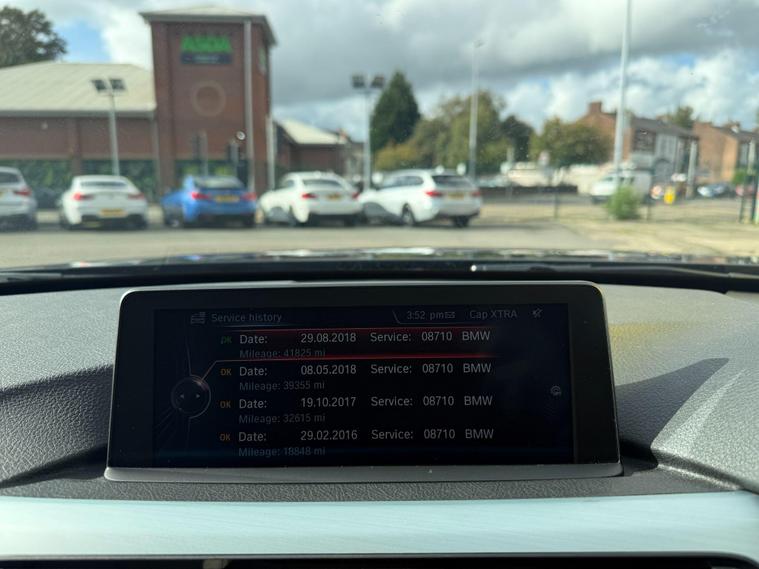 ASDA
Service history 3:52 pm Cap XTRA
OK Date: 29.08.2018 Service: 08710 BMW
Mileage: 41825 mi
OK Date: 08.05.2018 Service: 08710 BMW
Mileage: 39355 mi
OK Date: 19.10.2017 Service: 08710 BMW
Mileage: 32615 mi
OK Date: 29.02.2016 Service: 08710 BMW
Mileage: 18848 mi